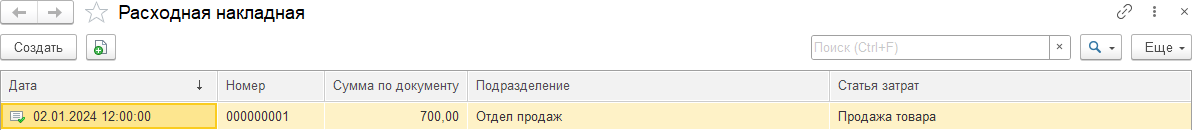 Расходная накладная
Создать Поиск (Ctrl+F) × Еще
Дата ↓ Номер Сумма по документу Подразделение Статья затрат
02.01.2024 12:00:00 000000001 700,00 Отдел продаж Продажа товара